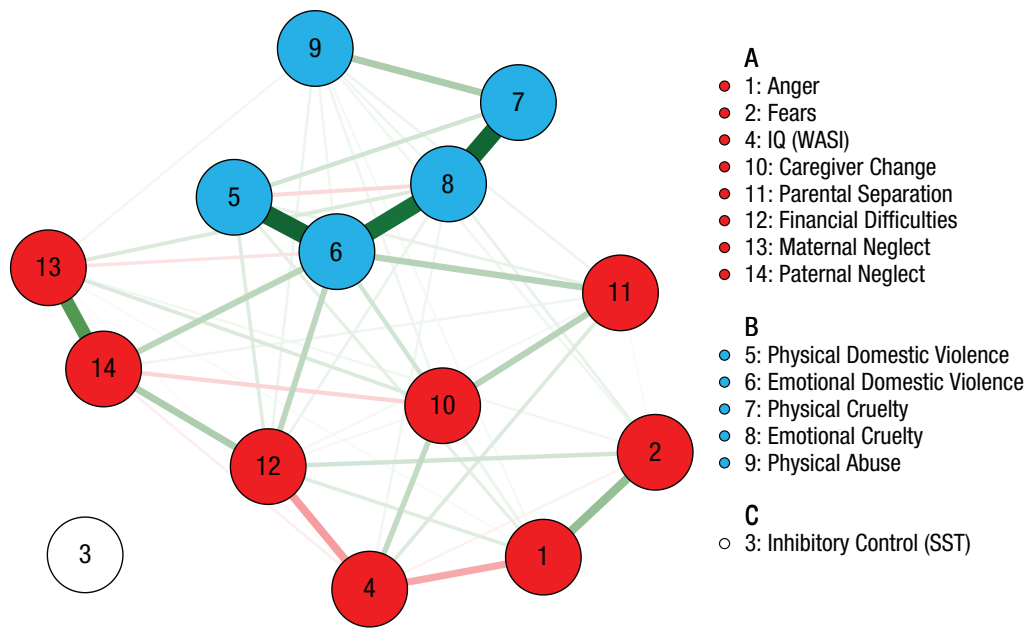 9
7
8
5
6
13
11
14
10
2
12
1
3
4
A
1: Anger
2: Fears
4: IQ (WASI)
10: Caregiver Change
11: Parental Separation
12: Financial Difficulties
13: Maternal Neglect
14: Paternal Neglect
B
5: Physical Domestic Violence
6: Emotional Domestic Violence
7: Physical Cruelty
8: Emotional Cruelty
9: Physical Abuse
C
3: Inhibitory Control (SST)